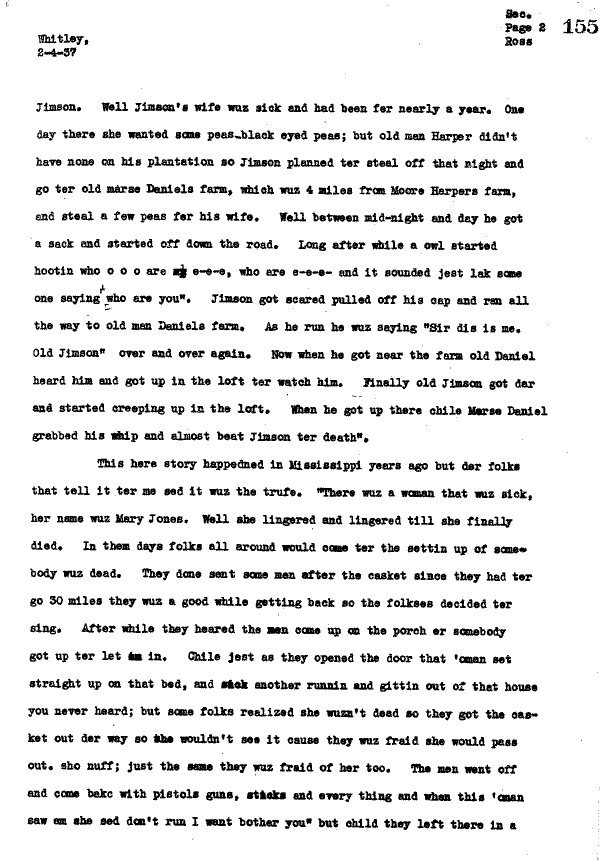 Sec.
Page 2 155
Ross
Whitley,
2-4-37
Jimson. Well Jimson's wife wuz sick and had been fer nearly a year. One
day there she wanted some peas-black eyed peas; but old man Harper didn't
have none on his plantation so Jimson planned ter steal off that night and
go ter old marse Daniels farm, which wuz 4 miles from Moore Harpers farm,
and steal a few peas fer his wife. Well between mid-night and day he got
a sack and started off down the road. Long after while a owl started
hootin who o o o are e-e-e, who are e-e-e- and it sounded jest lak some
one saying "who are you". Jimson got scared pulled off his cap and ran all
the way to old man Daniels farm. As he run he wuz saying "Sir dis is me.
Old Jimson" over and over again. Now when he got near the farm old Daniel
heard him and got up in the loft ter watch him. Finally old Jimson got dar
and started creeping up in the loft. When he got up there chile Marse Daniel
grabbed his whip and almost beat Jimson ter death".
This here story happedned in Mississippi years ago but der folks
that tell it ter me sed it wuz the trufe. "There wuz a woman that wuz sick,
her name wuz Mary Jones. Well she lingered and lingered till she finally
died. In them days folks all around would come ter the settin up of some-
body wuz dead. They done sent some men after the casket since they had ter
go 30 miles they wuz a good while getting back so the folkses decided ter
sing. After while they heared the men come up on the porch er somebody
got up ter let in. Chile jest as they opened the door that 'oman set
straight up on that bed, and sick another runnin and gittin out of that house
you never heard; but some folks realized she wuzn't dead so they got the cas-
ket out der way so she wouldn't see it cause they wuz fraid she would pass
out. sho nuff; just the same they wuz fraid of her too. The men went off
and come bakc with pistols guns, sticks and every thing and when this 'oman
saw em she sed don't run I want bother you" but child they left there in a